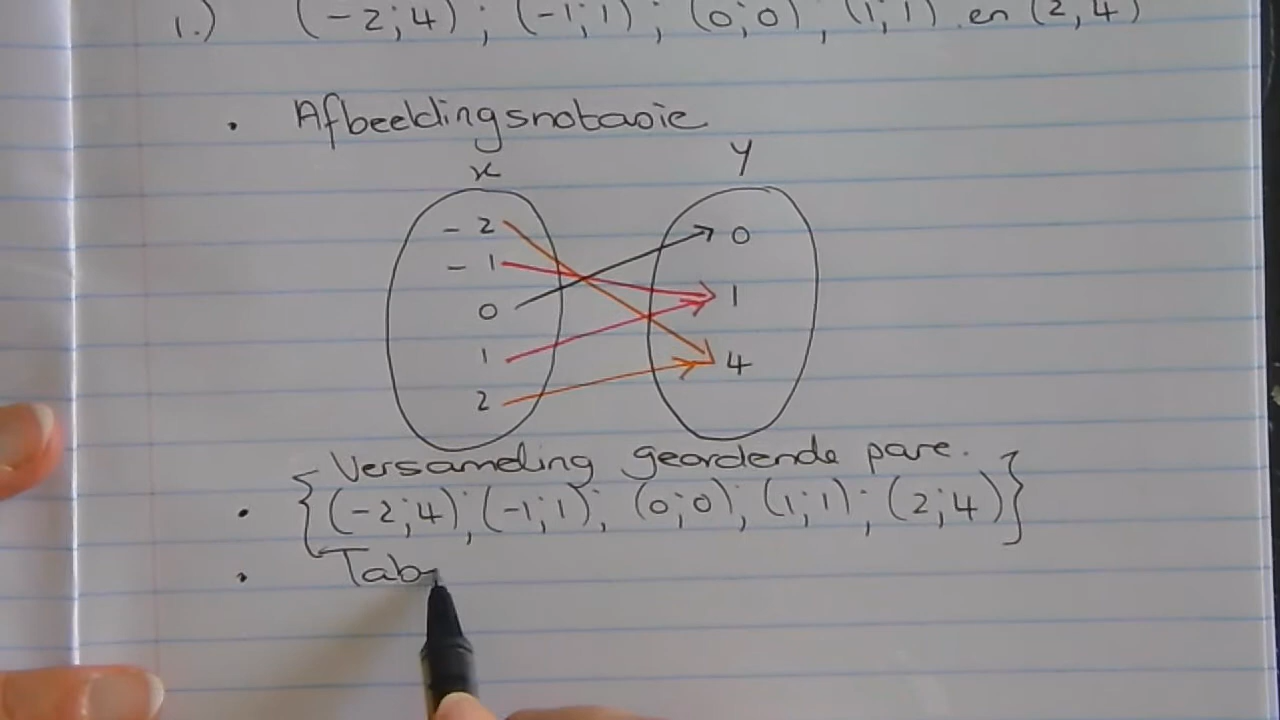 1.) (-2;4) ; (-1;1) ; (0;0) ; (1;1) en (2;4)
. Afbeeldingsnotasie
x y
- 2 0
- 1 1
0 4
1
2
Versameling geordende pare.
. {(-2;4);(-1;1); (0;0); (1;1); (2;4)}
. Tab